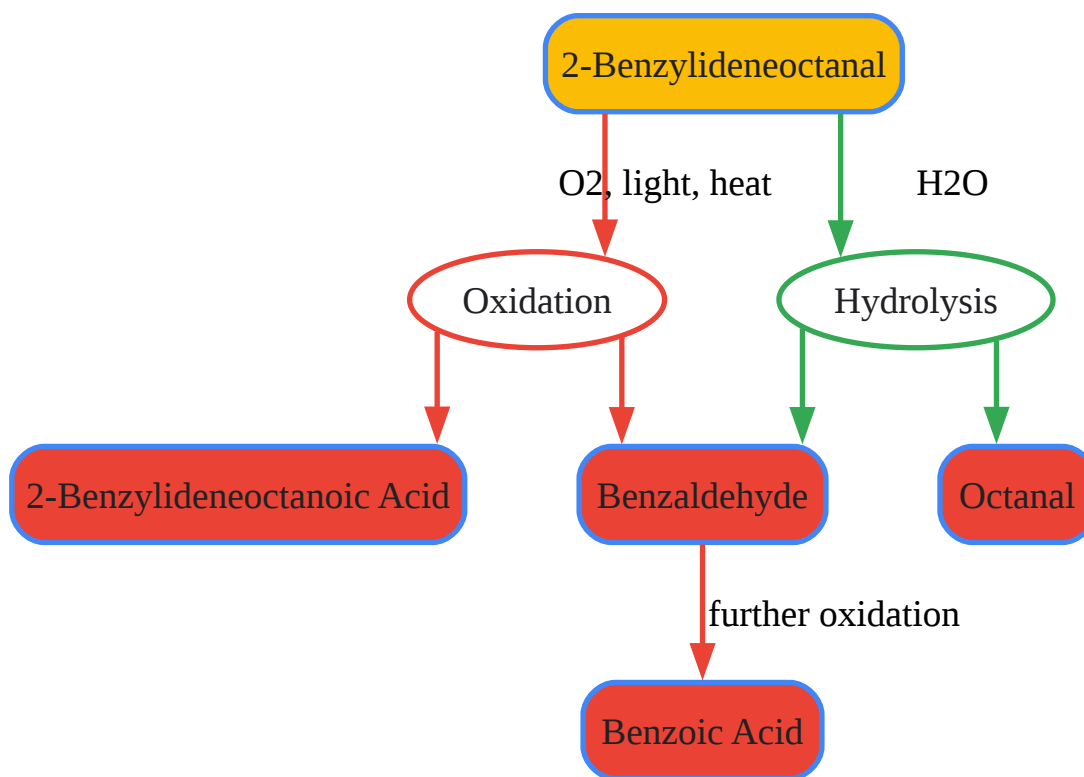 2-Benzylideneoctanal
O2, light, heat
H2O
Oxidation
Hydrolysis
2-Benzylideneoctanoic Acid
Benzaldehyde
Octanal
further oxidation
Benzoic Acid